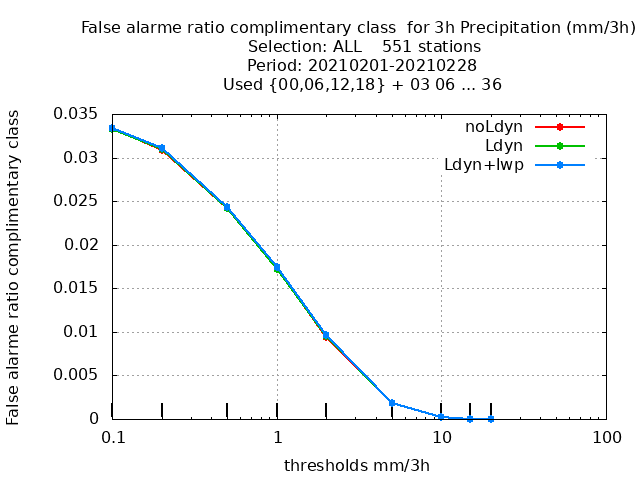 False alarme ratio complimentary class  for 3h Precipitation (mm/3h)
Selection: ALL    551 stations
Period: 20210201-20210228
Used {00,06,12,18} + 03 06 ... 36
False alarme ratio complimentary class
0.035
0.03
0.025
0.02
0.015
0.01
0.005
0
noLdyn
Ldyn
Ldyn+lwp
0.1 1 10 100
thresholds mm/3h